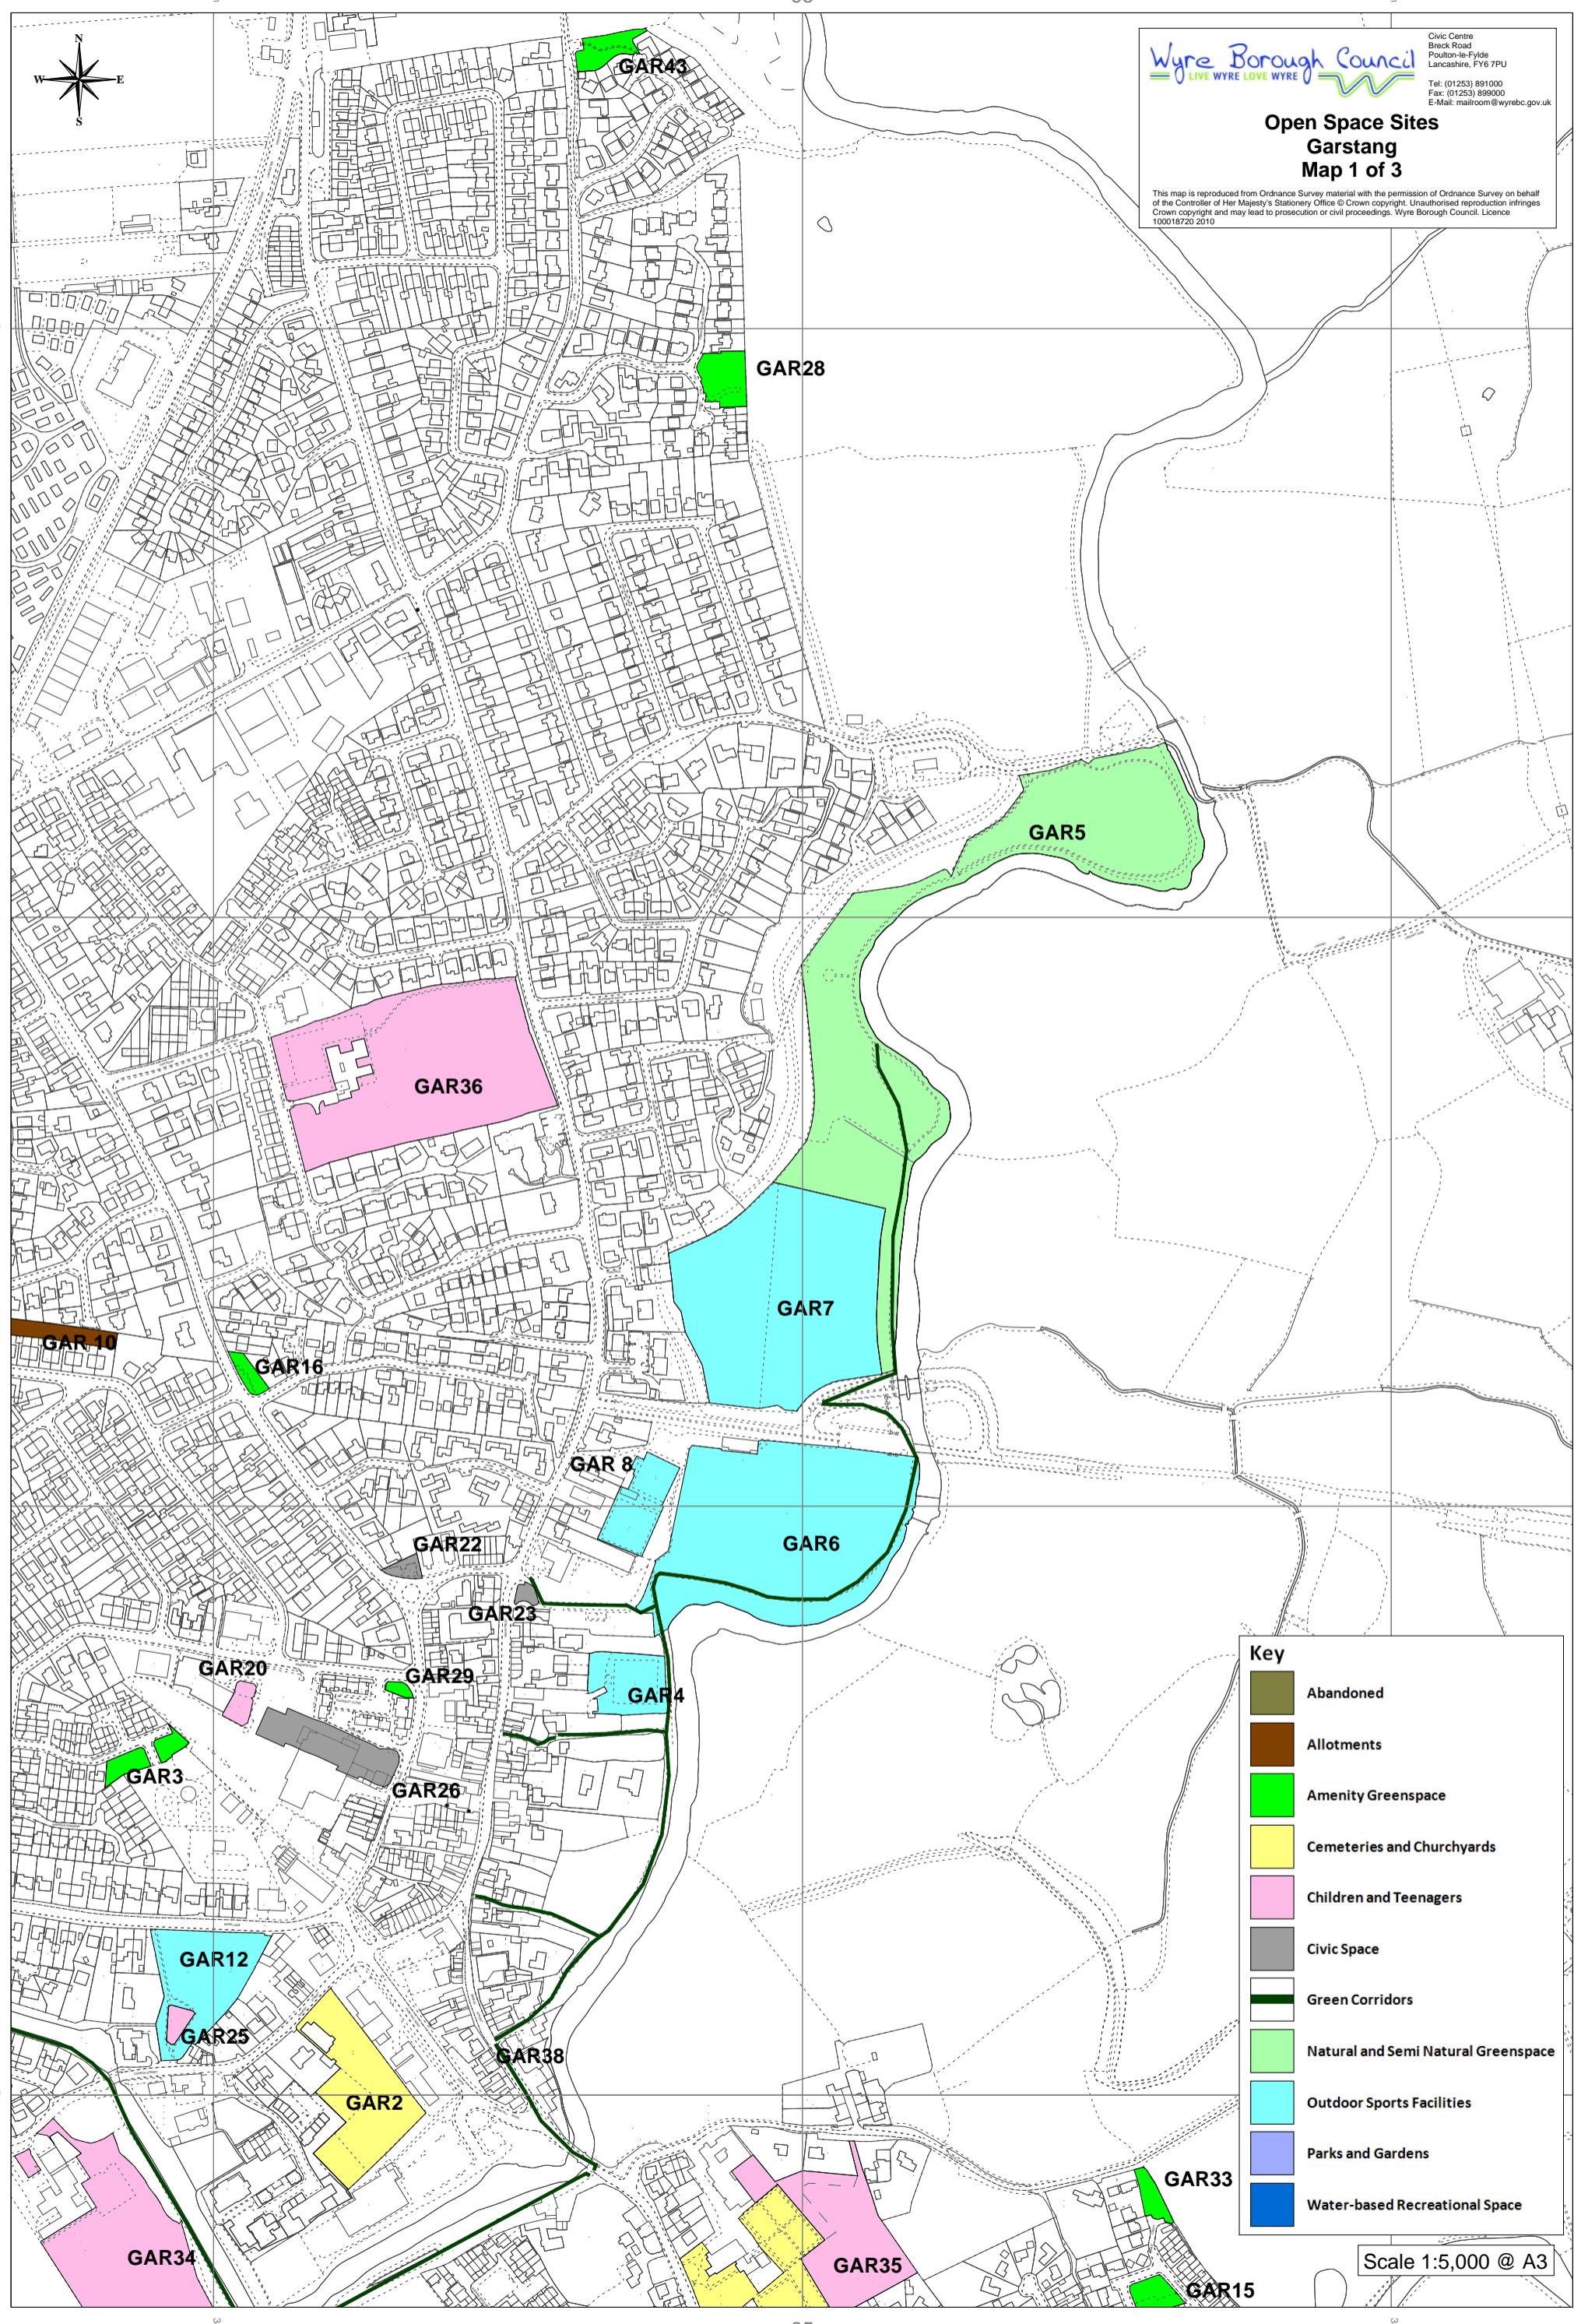 N
W E
S
Wyre Borough Council
LIVE WYRE LOVE WYRE
Civic Centre
Breck Road
Poulton-le-Fylde
Lancashire, FY6 7PU
Tel: (01253) 891000
Fax: (01253) 899000
E-Mail: mailroom@wyrebc.gov.uk
Open Space Sites
Garstang
Map 1 of 3
This map is reproduced from Ordnance Survey material with the permission of Ordnance Survey on behalf
of the Controller of Her Majesty's Stationery Office © Crown copyright. Unauthorised reproduction infringes
Crown copyright and may lead to prosecution or civil proceedings. Wyre Borough Council. Licence
100018720 2010
GAR43
GAR28
GAR5
GAR36
GAR7
GAR 10
GAR16
GAR 8
GAR22
GAR6
GAR23
GAR20
GAR29
GAR4
GAR3
GAR26
GAR12
GAR25
GAR38
GAR2
GAR33
GAR34
GAR35
GAR15
Key
Abandoned
Allotments
Amenity Greenspace
Cemeteries and Churchyards
Children and Teenagers
Civic Space
Green Corridors
Natural and Semi Natural Greenspace
Outdoor Sports Facilities
Parks and Gardens
Water-based Recreational Space
Scale 1:5,000 @ A3